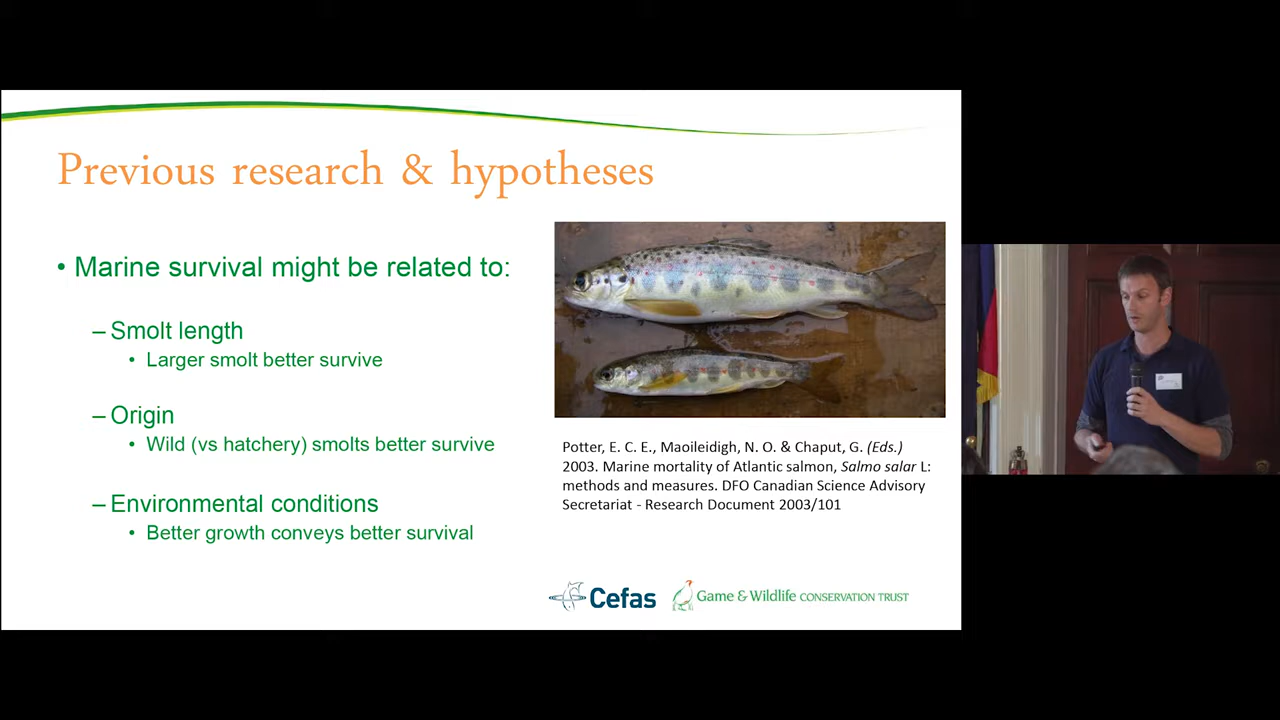 Previous research & hypotheses
• Marine survival might be related to:
– Smolt length
• Larger smolt better survive
– Origin
• Wild (vs hatchery) smolts better survive
– Environmental conditions
• Better growth conveys better survival
Potter, E. C. E., Maoileidigh, N. O. & Chaput, G. (Eds.)
2003. Marine mortality of Atlantic salmon, Salmo salar L:
methods and measures. DFO Canadian Science Advisory
Secretariat - Research Document 2003/101
Cefas
Game & Wildlife CONSERVATION TRUST